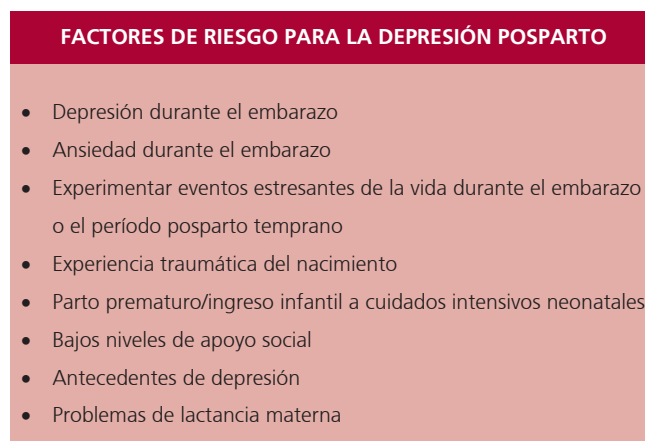 FACTORES DE RIESGO PARA LA DEPRESIÓN POSPARTO
• Depresión durante el embarazo
• Ansiedad durante el embarazo
• Experimentar eventos estresantes de la vida durante el embarazo
o el período posparto temprano
• Experiencia traumática del nacimiento
• Parto prematuro/ingreso infantil a cuidados intensivos neonatales
• Bajos niveles de apoyo social
• Antecedentes de depresión
• Problemas de lactancia materna